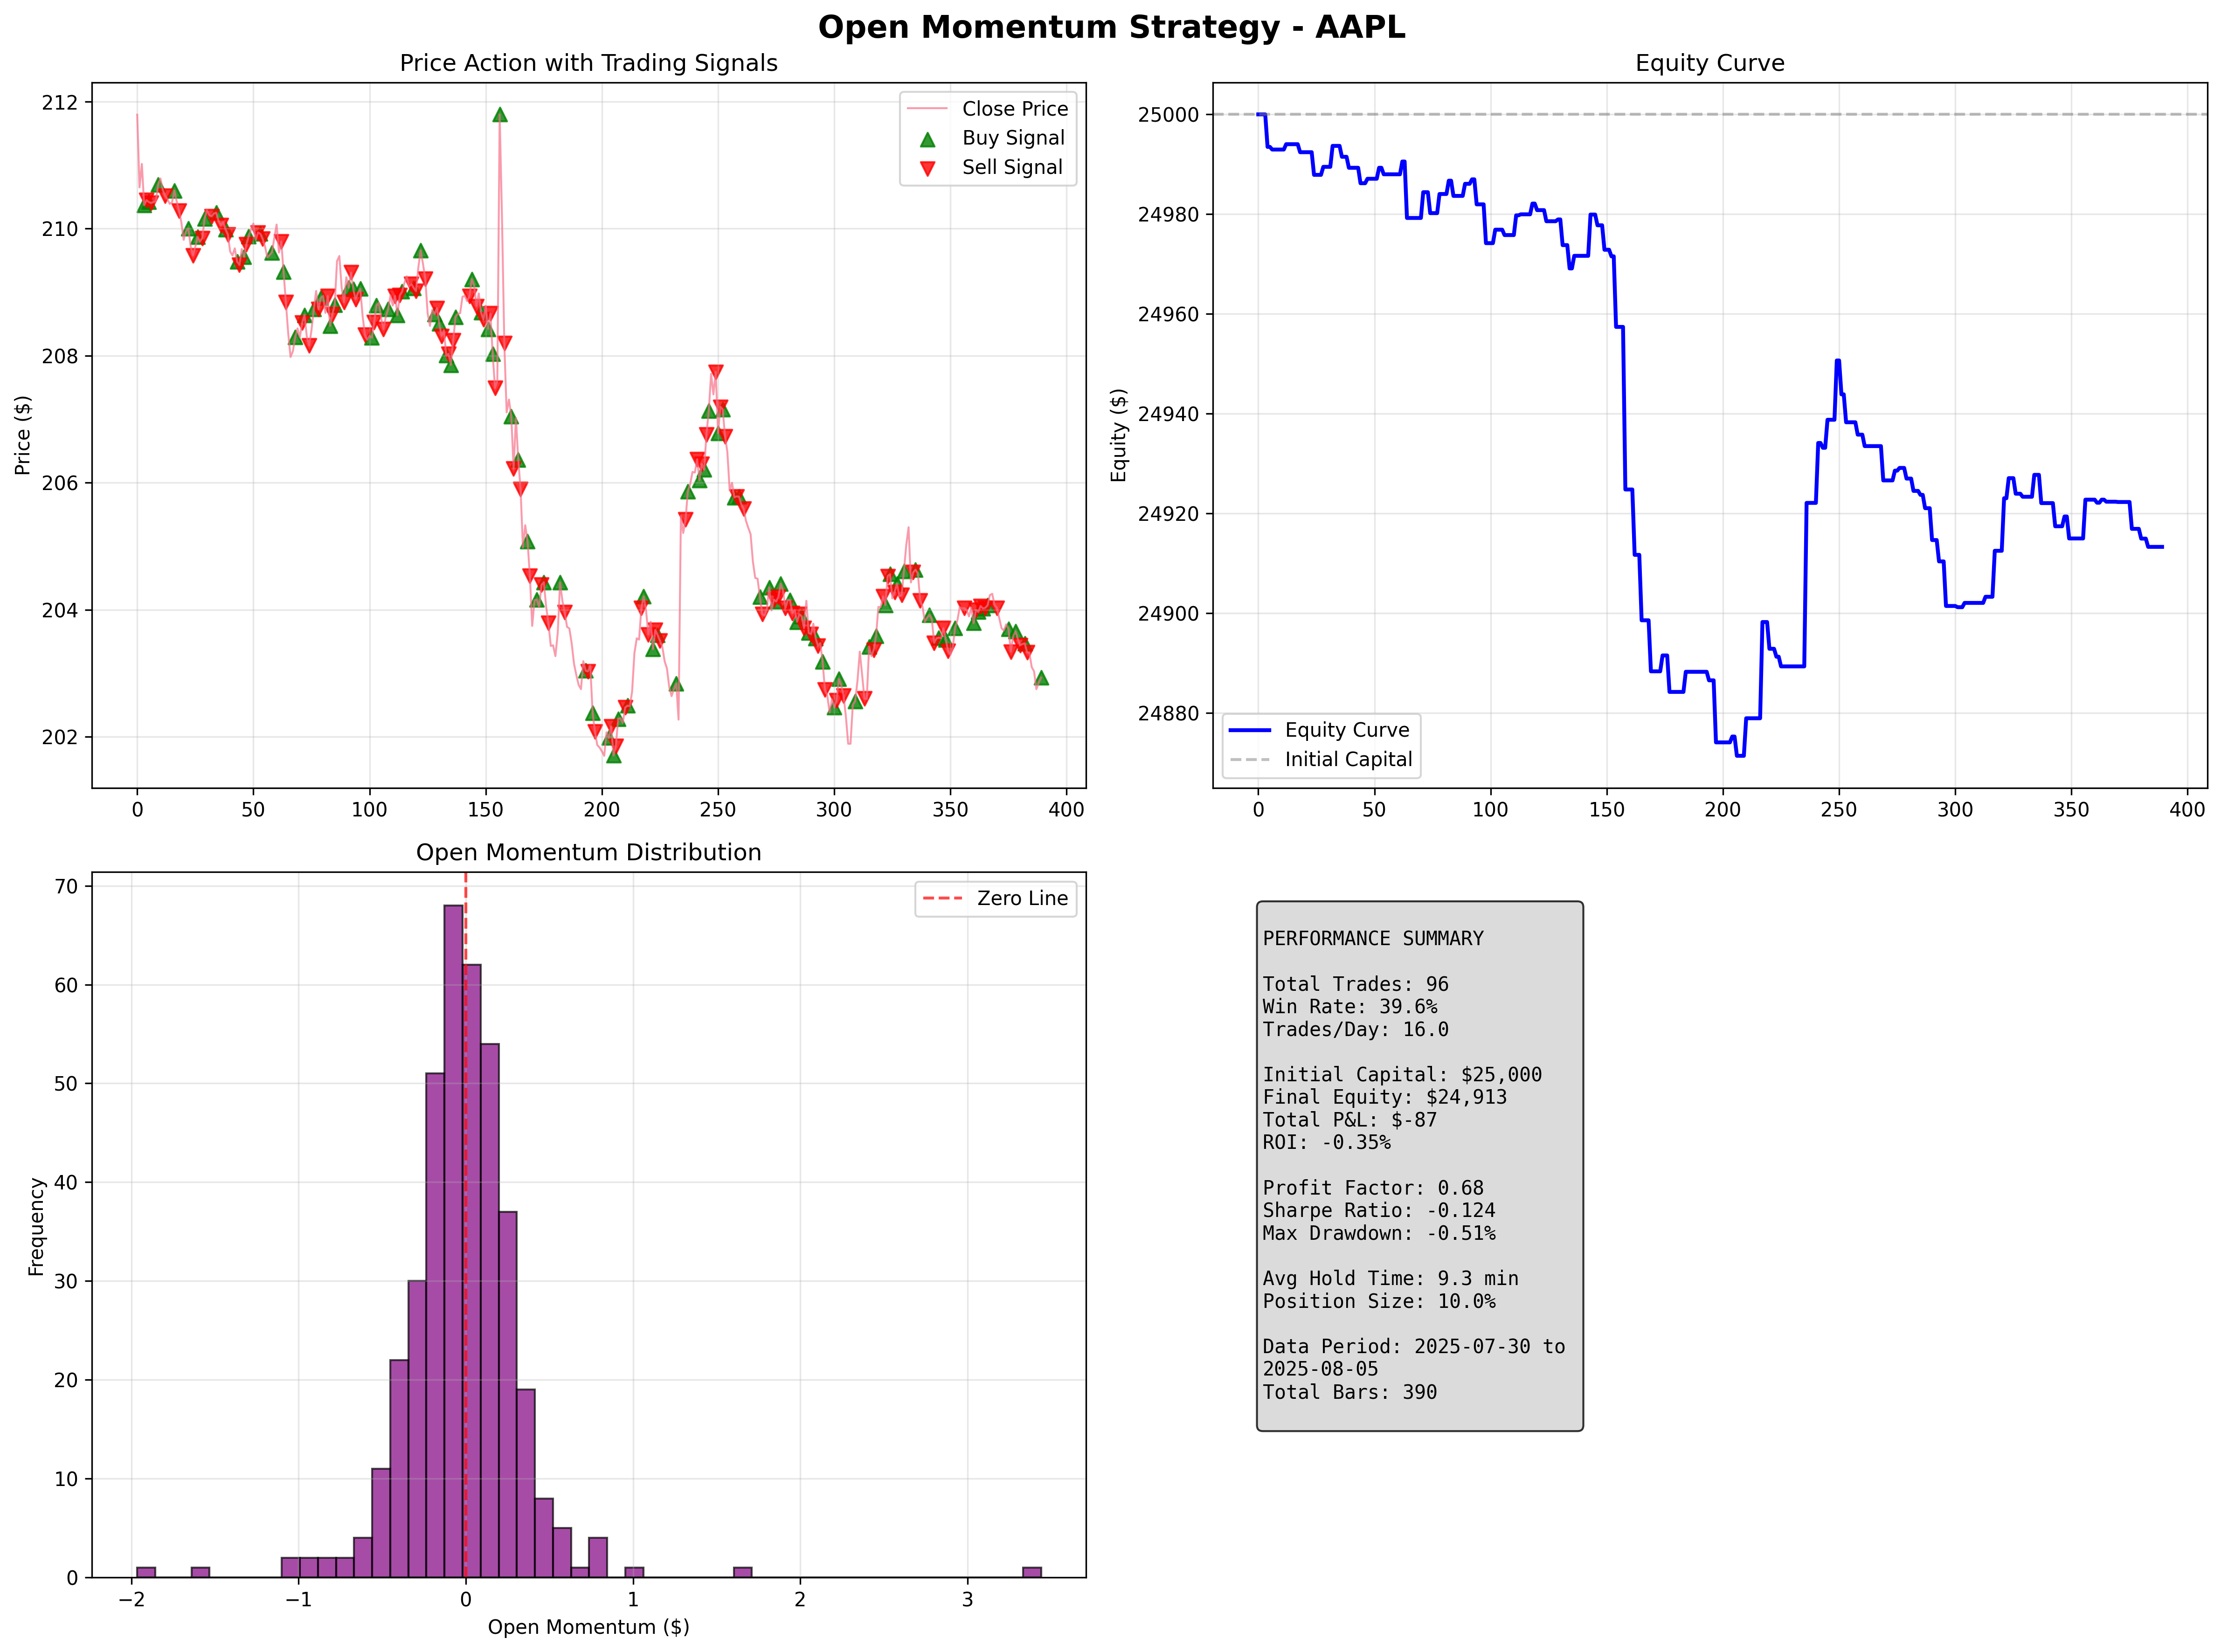 Open Momentum Strategy - AAPL
Price Action with Trading Signals
Price ($)
212
210
208
206
204
202
0 50 100 150 200 250 300 350 400
Close Price
Buy Signal
Sell Signal
Equity Curve
Equity ($)
25000
24980
24960
24940
24920
24900
24880
0 50 100 150 200 250 300 350 400
Equity Curve
Initial Capital
Open Momentum Distribution
Frequency
70
60
50
40
30
20
10
0
−2 −1 0 1 2 3
Open Momentum ($)
Zero Line
PERFORMANCE SUMMARY
Total Trades: 96
Win Rate: 39.6%
Trades/Day: 16.0
Initial Capital: $25,000
Final Equity: $24,913
Total P&L: $-87
ROI: -0.35%
Profit Factor: 0.68
Sharpe Ratio: -0.124
Max Drawdown: -0.51%
Avg Hold Time: 9.3 min
Position Size: 10.0%
Data Period: 2025-07-30 to
2025-08-05
Total Bars: 390